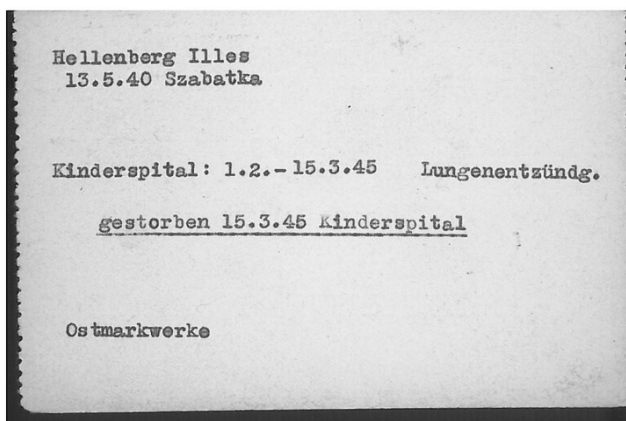 Hellenberg Illes
13.5.40 Szabatka
Kinderspital: 1.2.-15.3.45 Lungenentzündg.
gestorben 15.3.45 Kinderspital
Ostmarkwerke